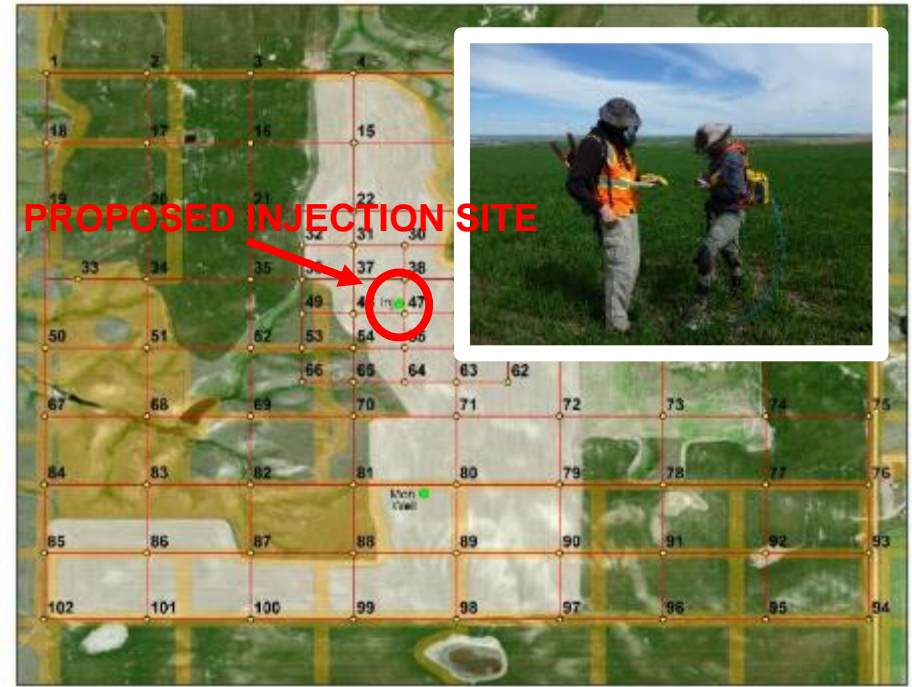 1 2 3 4
18 17 16 15
19 20 21 22
PROPOSED INJECTION SITE
32 31 30
33 34 35 36 37 38
49 47
50 51 52 53 54 55
66 65 64 63 62
67 68 69 70 71 72 73 74 75
84 83 82 81 80 79 78 77 76
Mon
Well
85 86 87 88 89 90 91 92 93
102 101 100 99 98 97 96 95 94